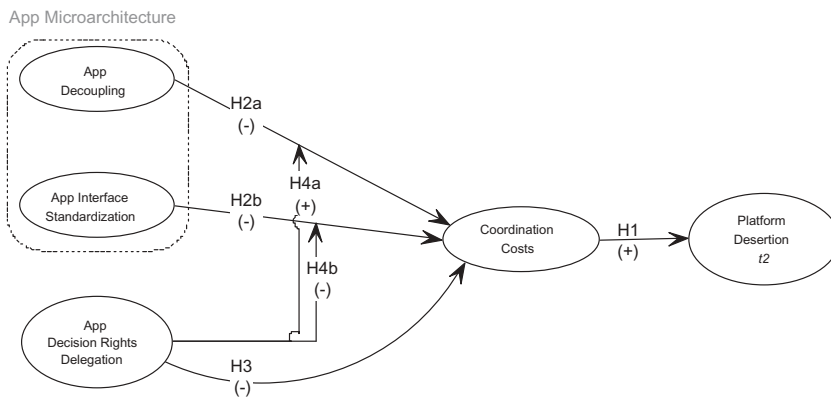 App Microarchitecture
App
Decoupling
H2a
(-)
App Interface
Standardization
H2b
(-)
H4a
(+)
H4b
(-)
Coordination
Costs
H1
(+)
Platform
Desertion
t2
App
Decision Rights
Delegation
H3
(-)